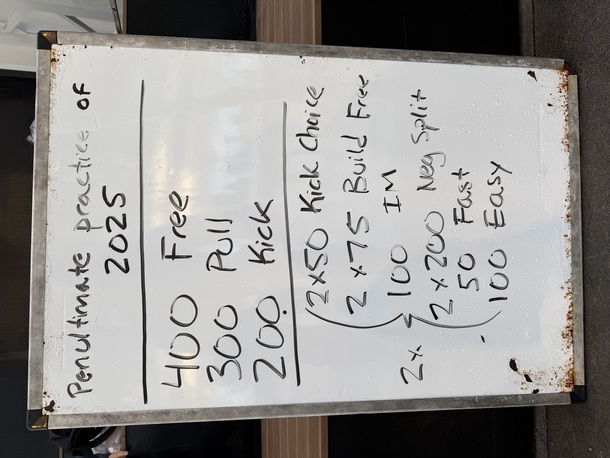 Penultimate practice of
2025
400 Free
300 Pull
200 Kick
2x50 Kick Choice
2x75 Build Free
100 IM
2x
2x200 Neg Split
50 Fast
100 Easy